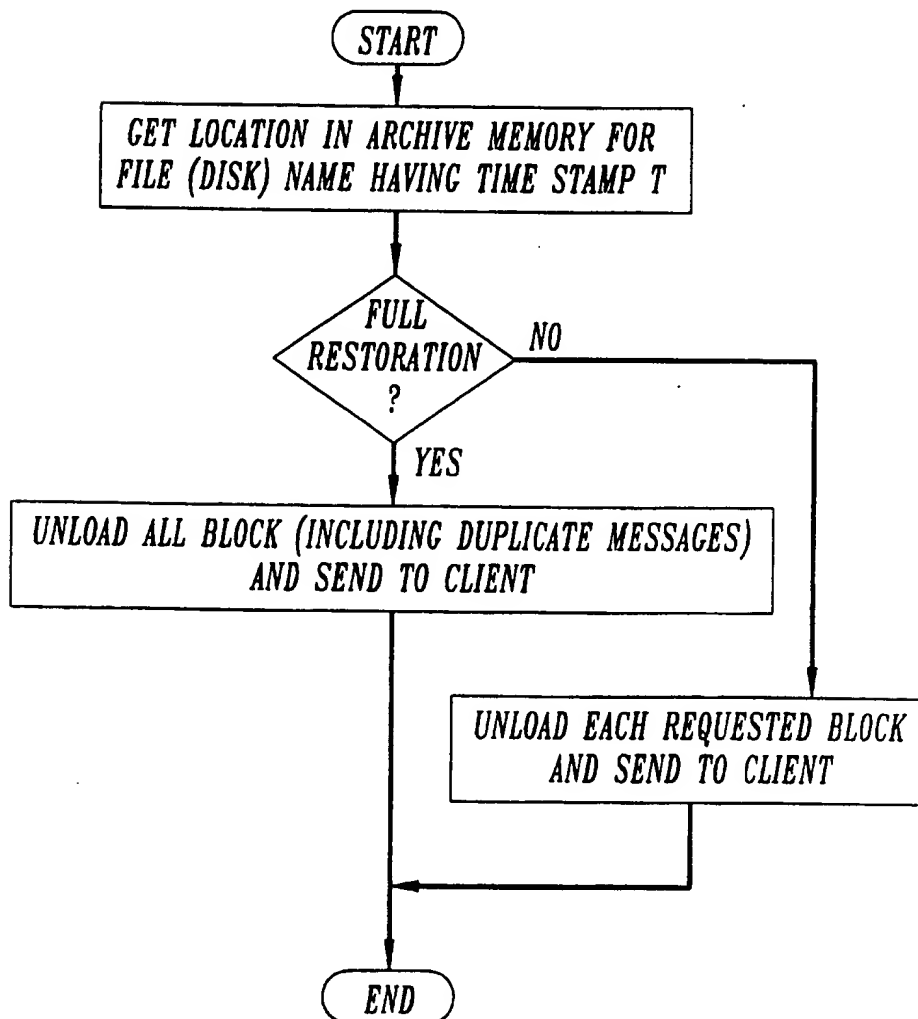 START
GET LOCATION IN ARCHIVE MEMORY FOR
FILE (DISK) NAME HAVING TIME STAMP T
FULL
RESTORATION
?
NO
YES
UNLOAD ALL BLOCK (INCLUDING DUPLICATE MESSAGES)
AND SEND TO CLIENT
UNLOAD EACH REQUESTED BLOCK
AND SEND TO CLIENT
END